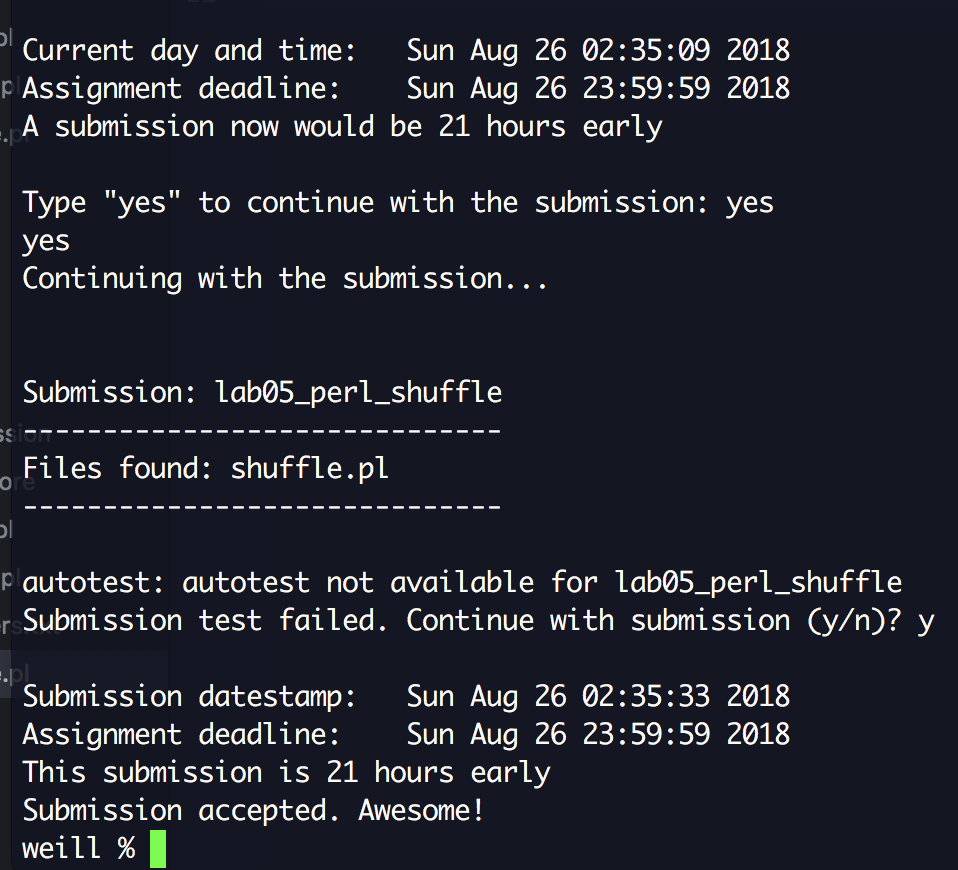 Current day and time:   Sun Aug 26 02:35:09 2018
Assignment deadline:    Sun Aug 26 23:59:59 2018
A submission now would be 21 hours early
Type "yes" to continue with the submission: yes
yes
Continuing with the submission...
Submission: lab05_perl_shuffle
------------------------------
Files found: shuffle.pl
------------------------------
autotest: autotest not available for lab05_perl_shuffle
Submission test failed. Continue with submission (y/n)? y
Submission datestamp:   Sun Aug 26 02:35:33 2018
Assignment deadline:    Sun Aug 26 23:59:59 2018
This submission is 21 hours early
Submission accepted. Awesome!
weill %